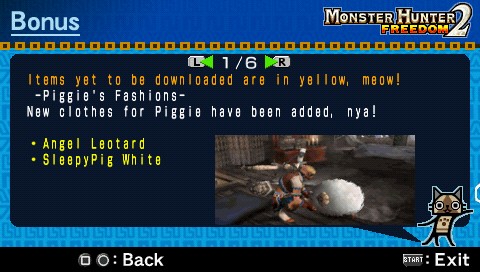 Bonus
MONSTER HUNTER
FREEDOM 2
L 1/6 R
Items yet to be downloaded are in yellow, meow!
-Piggie's Fashions-
New clothes for Piggie have been added, nya!
・Angel Leotard
・SleepyPig White
□ ○: Back
START: Exit